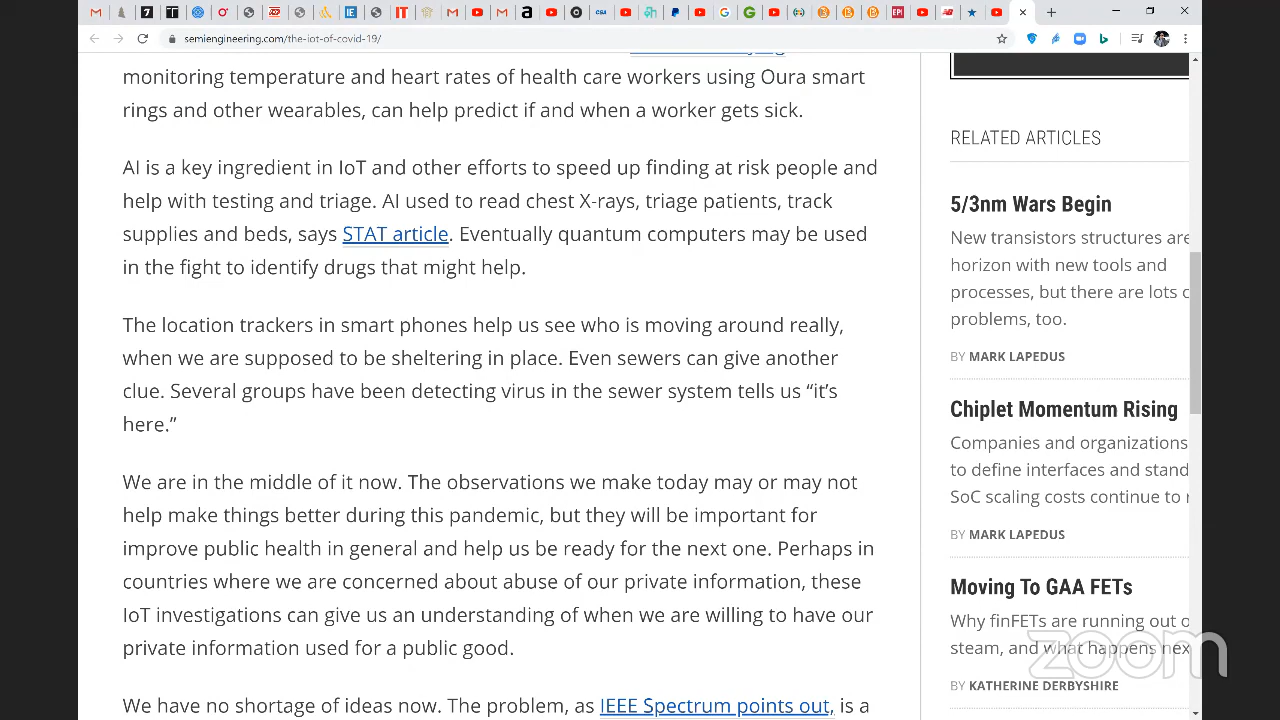 semiengineering.com/the-iot-of-covid-19/
monitoring temperature and heart rates of health care workers using Oura smart
rings and other wearables, can help predict if and when a worker gets sick.
AI is a key ingredient in IoT and other efforts to speed up finding at risk people and
help with testing and triage. AI used to read chest X-rays, triage patients, track
supplies and beds, says STAT article. Eventually quantum computers may be used
in the fight to identify drugs that might help.
The location trackers in smart phones help us see who is moving around really,
when we are supposed to be sheltering in place. Even sewers can give another
clue. Several groups have been detecting virus in the sewer system tells us “it’s
here.”
We are in the middle of it now. The observations we make today may or may not
help make things better during this pandemic, but they will be important for
improve public health in general and help us be ready for the next one. Perhaps in
countries where we are concerned about abuse of our private information, these
IoT investigations can give us an understanding of when we are willing to have our
private information used for a public good.
We have no shortage of ideas now. The problem, as IEEE Spectrum points out, is a
RELATED ARTICLES
5/3nm Wars Begin
New transistors structures are
horizon with new tools and
processes, but there are lots
problems, too.
BY MARK LAPEDUS
Chiplet Momentum Rising
Companies and organizations
to define interfaces and stand
SoC scaling costs continue to
BY MARK LAPEDUS
Moving To GAA FETs
Why finFETs are running out
steam, and what happens nex
BY KATHERINE DERBYSHIRE
zoom